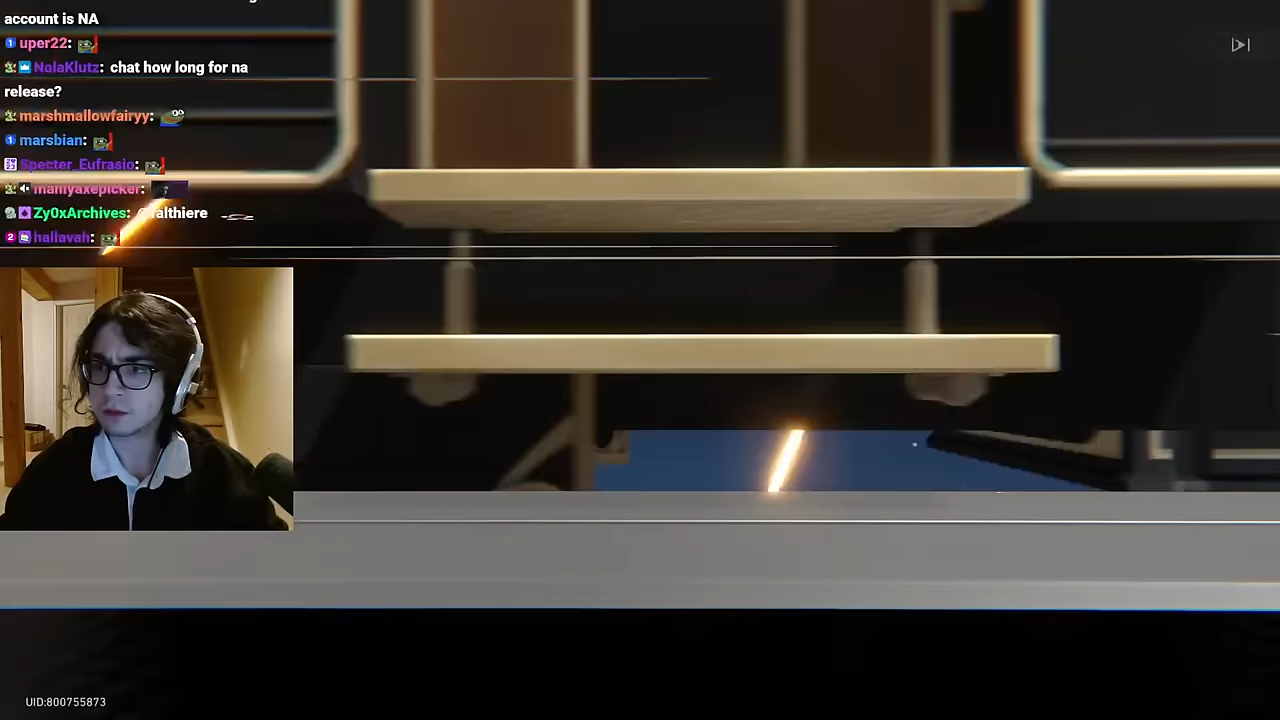 account is NA
uper22:
NolaKlutz: chat how long for na
release?
marshmallowfairyy:
marsbian:
Specter_Eufrasio:
maniyaxepicker:
Zy0xArchives:
hallavah:
UID:800755873